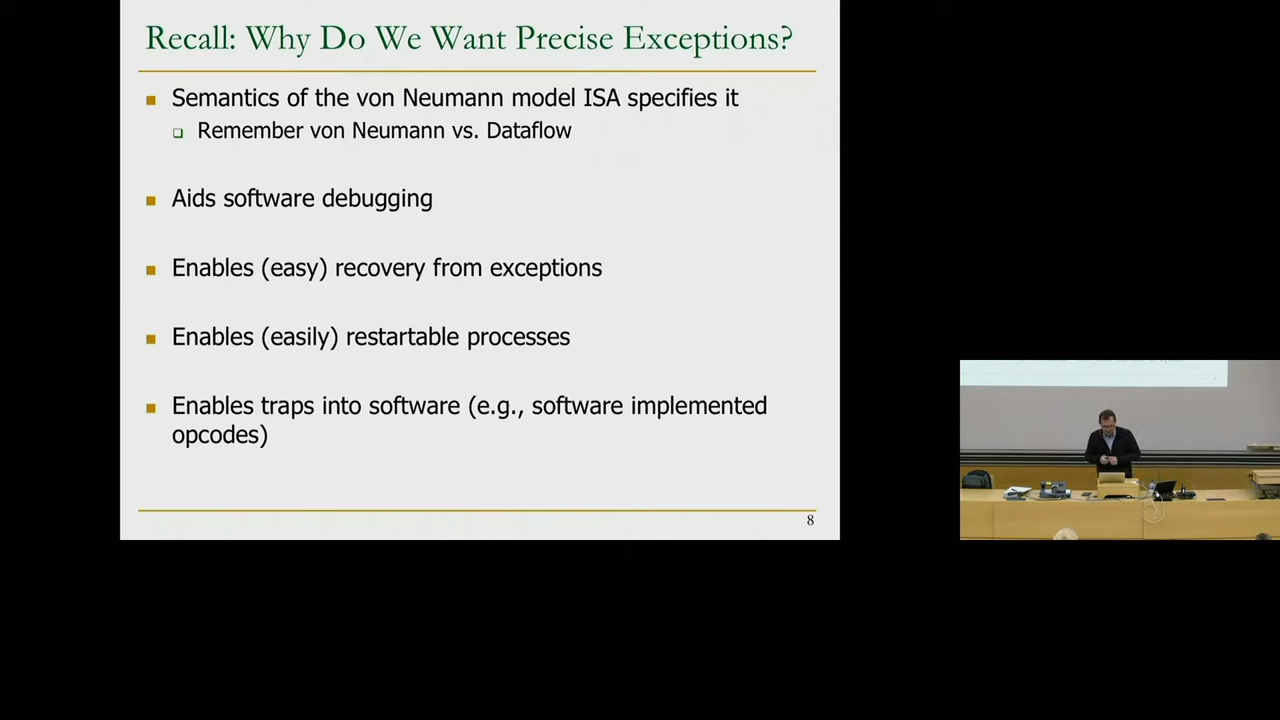 Recall: Why Do We Want Precise Exceptions?
Semantics of the von Neumann model ISA specifies it
Remember von Neumann vs. Dataflow
Aids software debugging
Enables (easy) recovery from exceptions
Enables (easily) restartable processes
Enables traps into software (e.g., software implemented
opcodes)
8